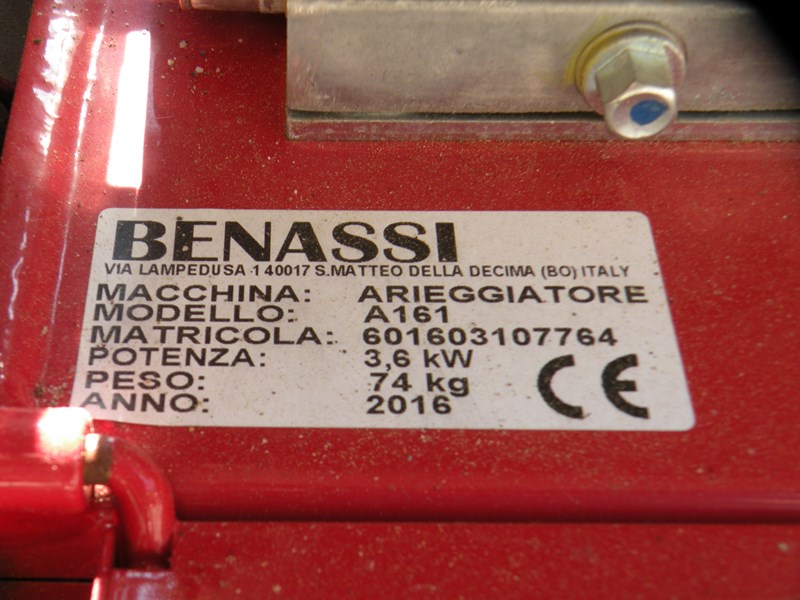 BENASSI
VIA LAMPEDUSA 1 40017 S.MATTEO DELLA DECIMA (BO) ITALY
MACCHINA: ARIEGGIATORE
MODELLO: A161
MATRICOLA: 601603107764
POTENZA: 3,6 kW
PESO: 74 kg
ANNO: 2016
CE